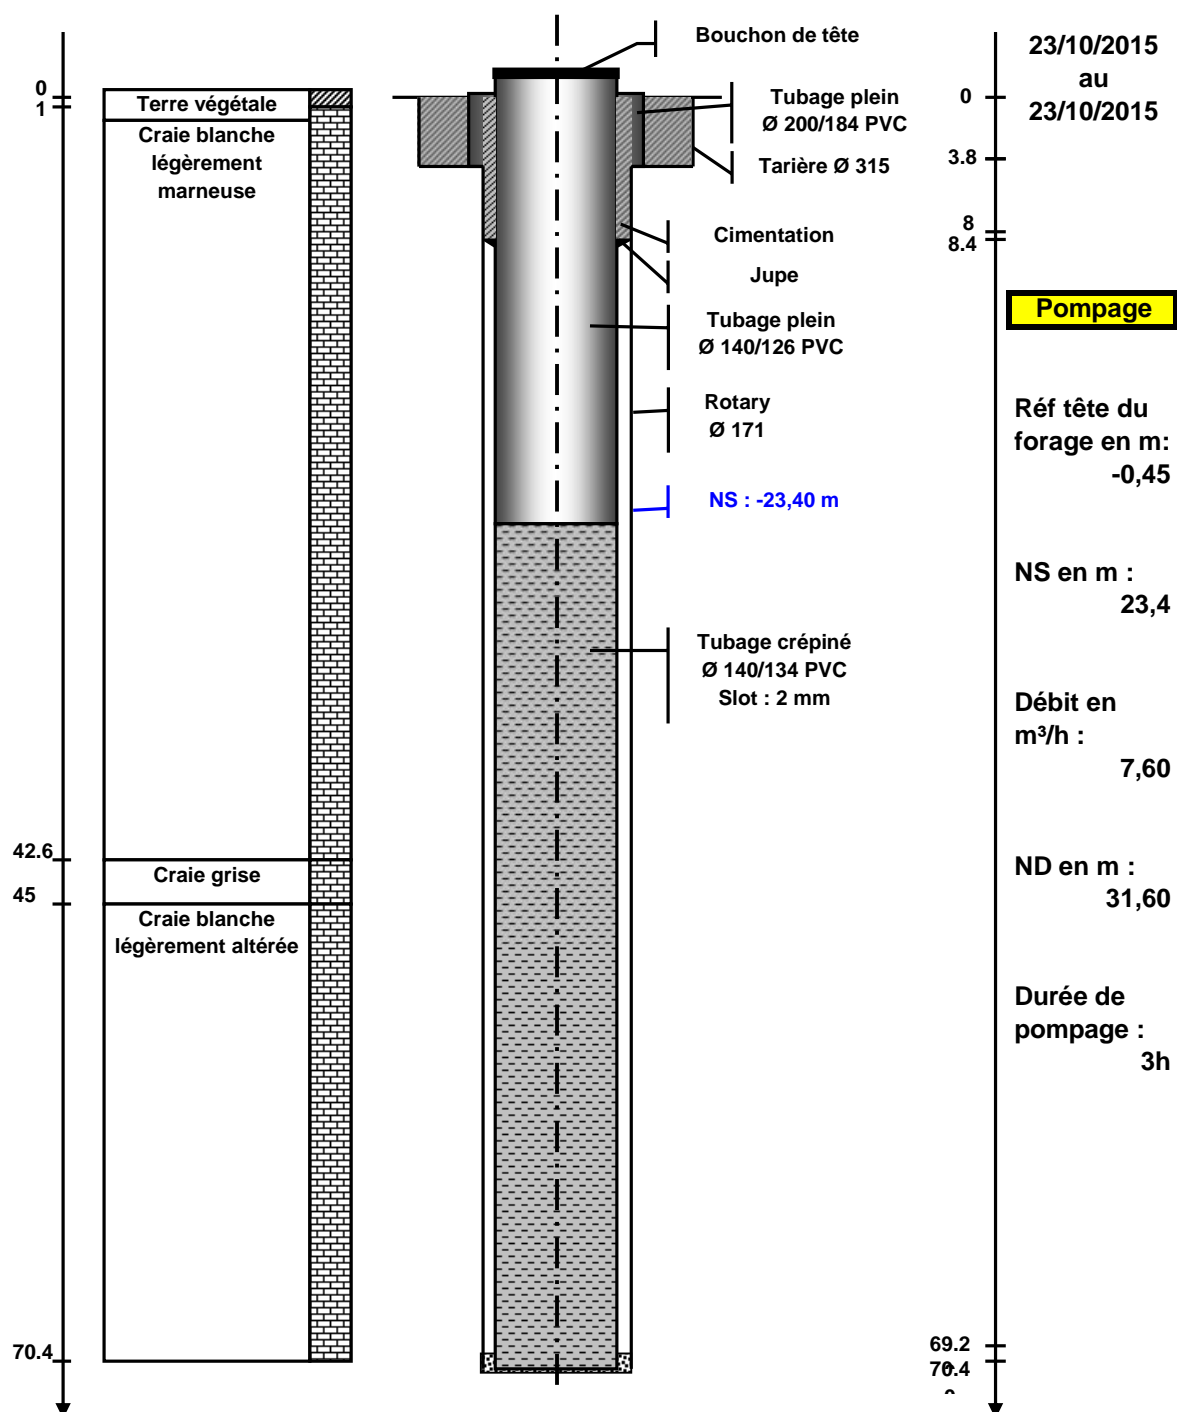 0
1
42.6
45
70.4
Terre végétale
Craie blanche
légèrement
marneuse
Craie grise
Craie blanche
légèrement altérée
Bouchon de tête
Tubage plein
Ø 200/184 PVC
Tarière Ø 315
Cimentation
Jupe
Tubage plein
Ø 140/126 PVC
Rotary
Ø 171
NS : -23,40 m
Tubage crépiné
Ø 140/134 PVC
Slot : 2 mm
0
3.8
8
8.4
69.2
70.4
23/10/2015
au
23/10/2015
Pompage
Réf tête du
forage en m:
-0,45
NS en m :
23,4
Débit en
m³/h :
7,60
ND en m :
31,60
Durée de
pompage :
3h